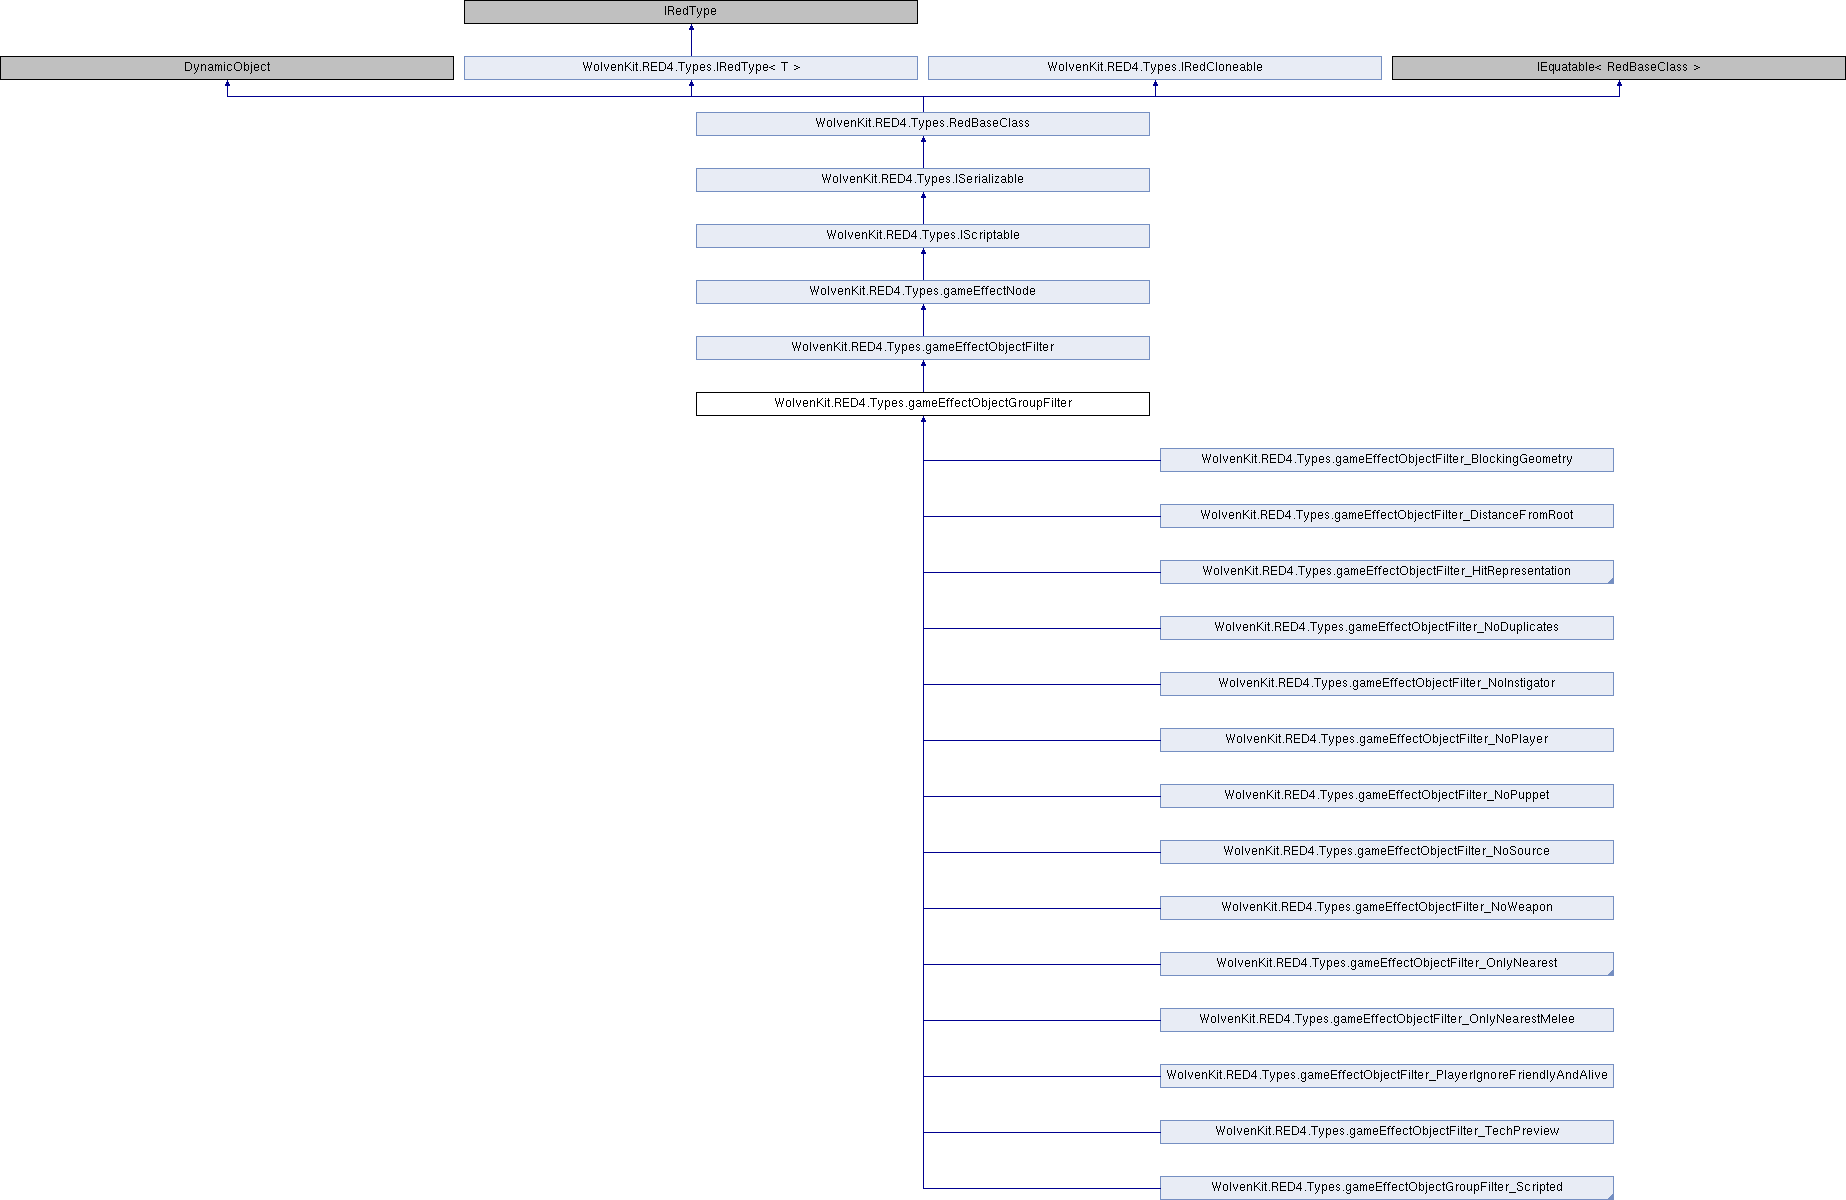 IRedType
DynamicObject
WolvenKit.RED4.Types.IRedType< T >
WolvenKit.RED4.Types.IRedCloneable
IEquatable< RedBaseClass >
WolvenKit.RED4.Types.RedBaseClass
WolvenKit.RED4.Types.ISerializable
WolvenKit.RED4.Types.IScriptable
WolvenKit.RED4.Types.gameEffectNode
WolvenKit.RED4.Types.gameEffectObjectFilter
WolvenKit.RED4.Types.gameEffectObjectGroupFilter
WolvenKit.RED4.Types.gameEffectObjectFilter_BlockingGeometry
WolvenKit.RED4.Types.gameEffectObjectFilter_DistanceFromRoot
WolvenKit.RED4.Types.gameEffectObjectFilter_HitRepresentation
WolvenKit.RED4.Types.gameEffectObjectFilter_NoDuplicates
WolvenKit.RED4.Types.gameEffectObjectFilter_NoInstigator
WolvenKit.RED4.Types.gameEffectObjectFilter_NoPlayer
WolvenKit.RED4.Types.gameEffectObjectFilter_NoPuppet
WolvenKit.RED4.Types.gameEffectObjectFilter_NoSource
WolvenKit.RED4.Types.gameEffectObjectFilter_NoWeapon
WolvenKit.RED4.Types.gameEffectObjectFilter_OnlyNearest
WolvenKit.RED4.Types.gameEffectObjectFilter_OnlyNearestMelee
WolvenKit.RED4.Types.gameEffectObjectFilter_PlayerIgnoreFriendlyAndAlive
WolvenKit.RED4.Types.gameEffectObjectFilter_TechPreview
WolvenKit.RED4.Types.gameEffectObjectGroupFilter_Scripted